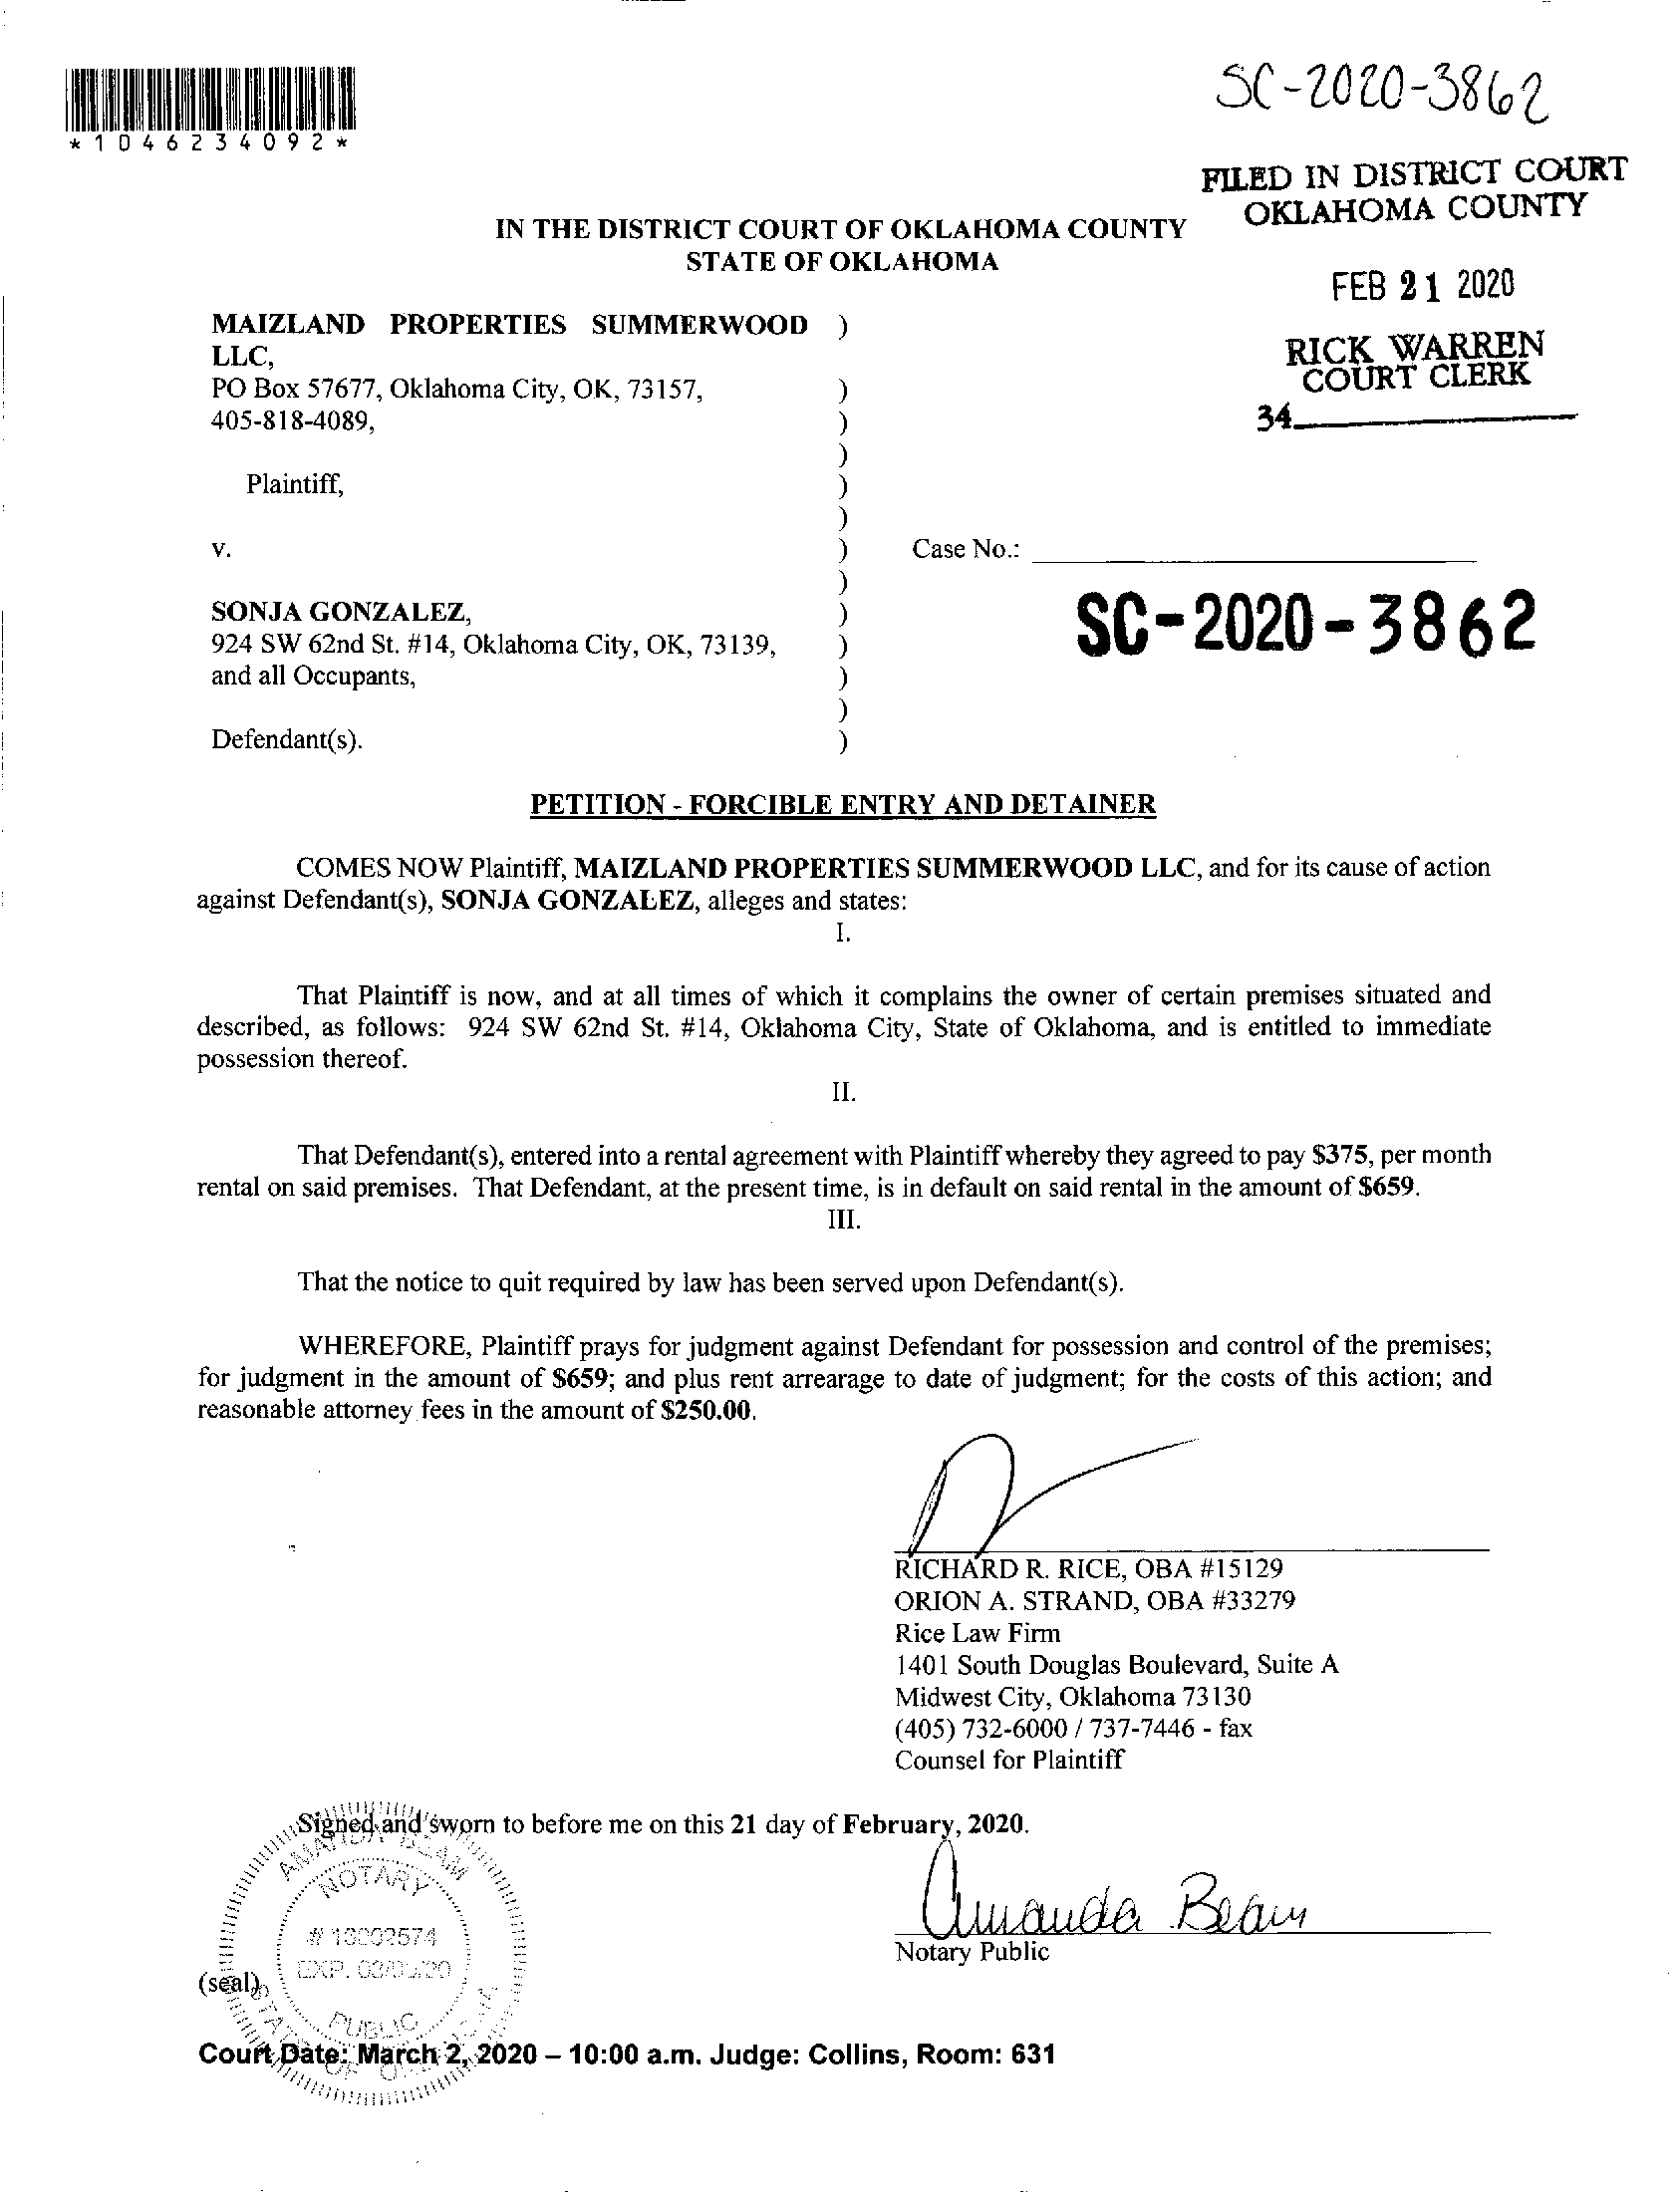 SC-2020-3862
*1046234092*
FILED IN DISTRICT COURT
OKLAHOMA COUNTY
IN THE DISTRICT COURT OF OKLAHOMA COUNTY
STATE OF OKLAHOMA
FEB 21 2020
RICK WARREN
COURT CLERK
34
MAIZLAND PROPERTIES SUMMERWOOD )
LLC,
PO Box 57677, Oklahoma City, OK, 73157, )
405-818-4089, )
)
Plaintiff, )
)
v. ) Case No.:
)
SONJA GONZALEZ, ) SC-2020-3862
924 SW 62nd St. #14, Oklahoma City, OK, 73139, )
and all Occupants, )
)
Defendant(s). )
PETITION - FORCIBLE ENTRY AND DETAINER
COMES NOW Plaintiff, MAIZLAND PROPERTIES SUMMERWOOD LLC, and for its cause of action
against Defendant(s), SONJA GONZALEZ, alleges and states:
I.
That Plaintiff is now, and at all times of which it complains the owner of certain premises situated and
described, as follows: 924 SW 62nd St. #14, Oklahoma City, State of Oklahoma, and is entitled to immediate
possession thereof.
II.
That Defendant(s), entered into a rental agreement with Plaintiff whereby they agreed to pay $375, per month
rental on said premises. That Defendant, at the present time, is in default on said rental in the amount of $659.
III.
That the notice to quit required by law has been served upon Defendant(s).
WHEREFORE, Plaintiff prays for judgment against Defendant for possession and control of the premises;
for judgment in the amount of $659; and plus rent arrearage to date of judgment; for the costs of this action; and
reasonable attorney fees in the amount of $250.00.
RICHARD R. RICE, OBA #15129
ORION A. STRAND, OBA #33279
Rice Law Firm
1401 South Douglas Boulevard, Suite A
Midwest City, Oklahoma 73130
(405) 732-6000 / 737-7446 - fax
Counsel for Plaintiff
Signed and sworn to before me on this 21 day of February, 2020.
AMANDA BEAM
NOTARY
EXP.
PUBLIC
STATE OF
Amanda Beam
Notary Public
(seal)
Court Date: March 2, 2020 – 10:00 a.m. Judge: Collins, Room: 631